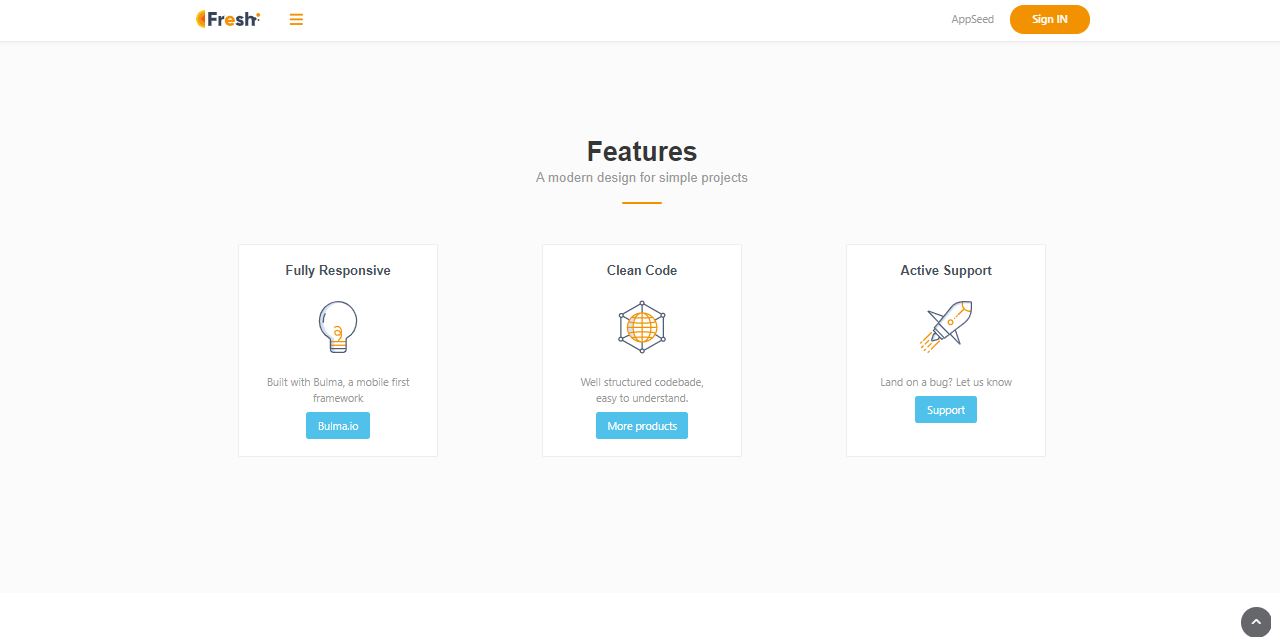 Fresh
AppSeed
Sign IN
Features
A modern design for simple projects
Fully Responsive
Built with Bulma, a mobile first
framework
Bulma.io
Clean Code
Well structured codebade,
easy to understand.
More products
Active Support
Land on a bug? Let us know
Support